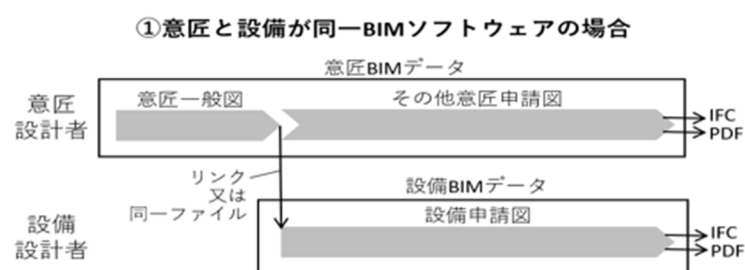 ①意匠と設備が同一BIMソフトウェアの場合
意匠BIMデータ
意匠
設計者
意匠一般図
その他意匠申請図
IFC
PDF
リンク
又は
同一ファイル
設備BIMデータ
設備
設計者
設備申請図
IFC
PDF